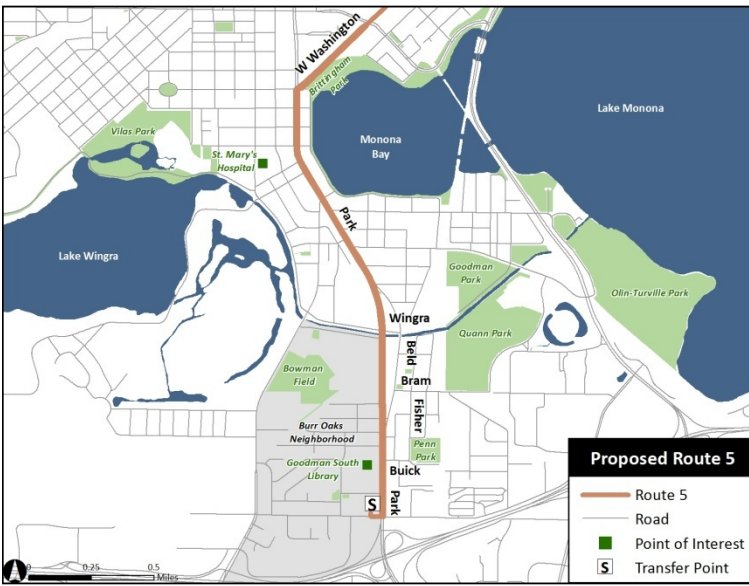 W Washington
Brittingham
Park
Lake Monona
Vilas Park
Monona
Bay
St. Mary's
Hospital
Park
Lake Wingra
Goodman
Park
Olin-Turville Park
Wingra
Quann Park
Beld
Bowman
Field
Bram
Fisher
Burr Oaks
Neighborhood
Penn
Park
Goodman South
Library
Buick
Park
S
Proposed Route 5
Route 5
Road
Point of Interest
S Transfer Point
0 0.25 0.5
Miles